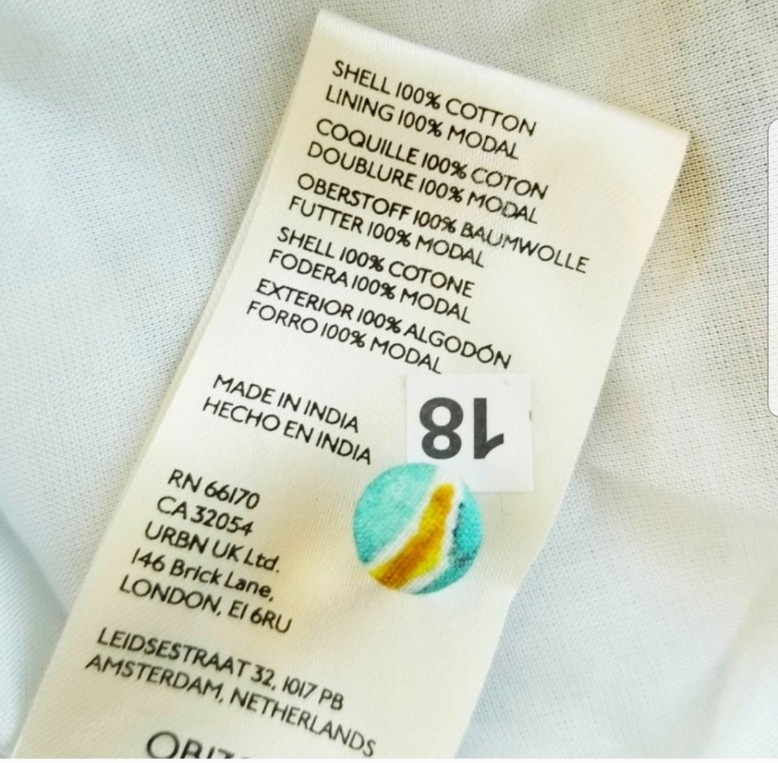 SHELL 100% COTTON
LINING 100% MODAL
COQUILLE 100% COTON
DOUBLURE 100% MODAL
OBERSTOFF 100% BAUMWOLLE
FUTTER 100% MODAL
SHELL 100% COTONE
FODERA 100% MODAL
EXTERIOR 100% ALGODÓN
FORRO 100% MODAL
MADE IN INDIA
HECHO EN INDIA
18
RN 66170
CA 32054
URBN UK Ltd.
146 Brick Lane,
LONDON, E1 6RU
LEIDSESTRAAT 32, 1017 PB
AMSTERDAM, NETHERLANDS